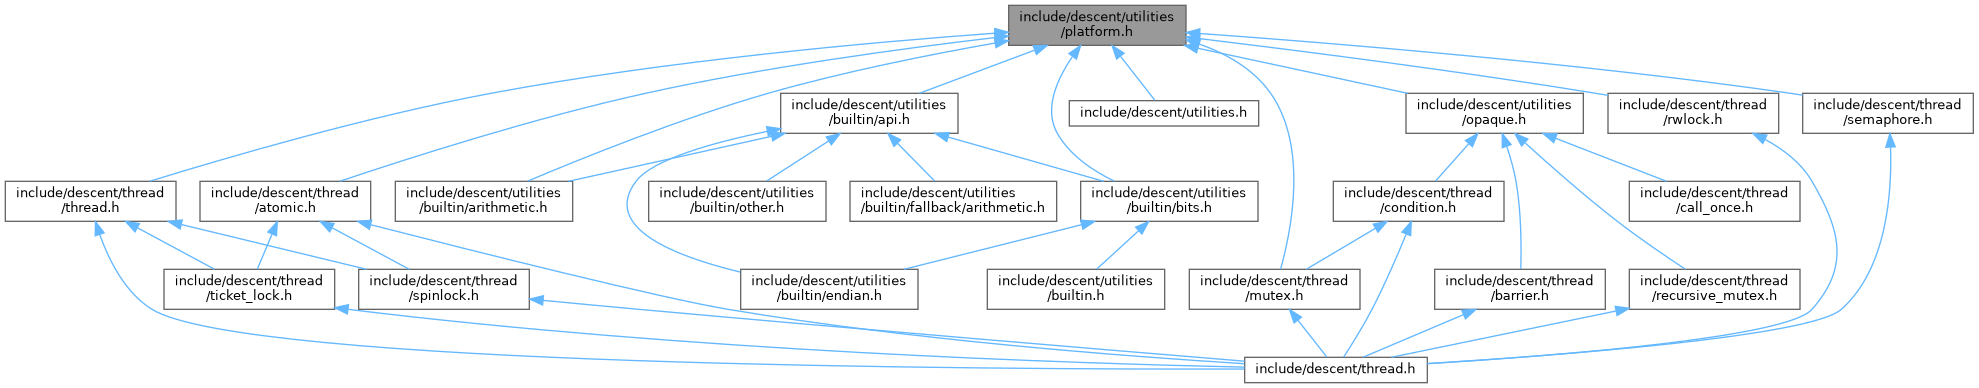 include/descent/utilities
/platform.h
include/descent/utilities
/builtin/api.h
include/descent/utilities.h
include/descent/utilities
/opaque.h
include/descent/thread
/rwlock.h
include/descent/thread
/semaphore.h
include/descent/thread
/thread.h
include/descent/thread
/atomic.h
include/descent/utilities
/builtin/arithmetic.h
include/descent/utilities
/builtin/other.h
include/descent/utilities
/builtin/fallback/arithmetic.h
include/descent/utilities
/builtin/bits.h
include/descent/thread
/condition.h
include/descent/thread
/call_once.h
include/descent/thread
/ticket_lock.h
include/descent/thread
/spinlock.h
include/descent/utilities
/builtin/endian.h
include/descent/utilities
/builtin.h
include/descent/thread
/mutex.h
include/descent/thread
/barrier.h
include/descent/thread
/recursive_mutex.h
include/descent/thread.h